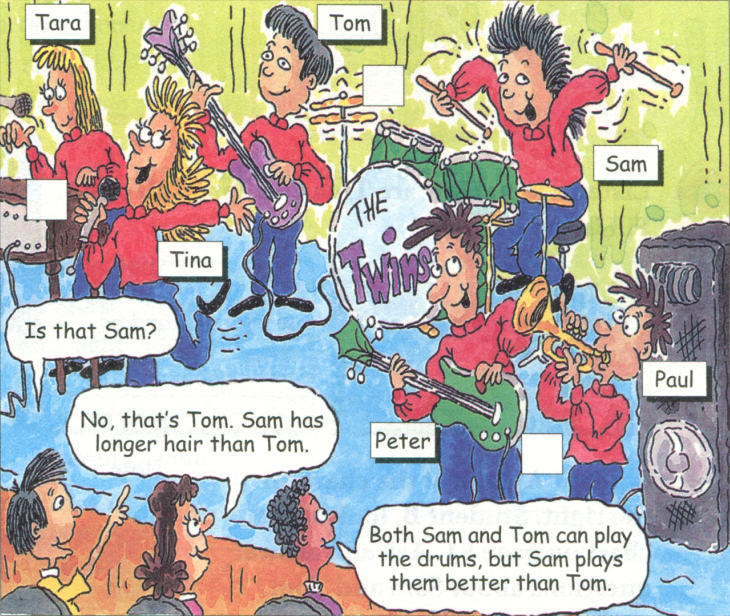 Tara
Tom
Sam
THE
Twins
Tina
Is that Sam?
Paul
No, that's Tom. Sam has
longer hair than Tom.
Peter
Both Sam and Tom can play
the drums, but Sam plays
them better than Tom.